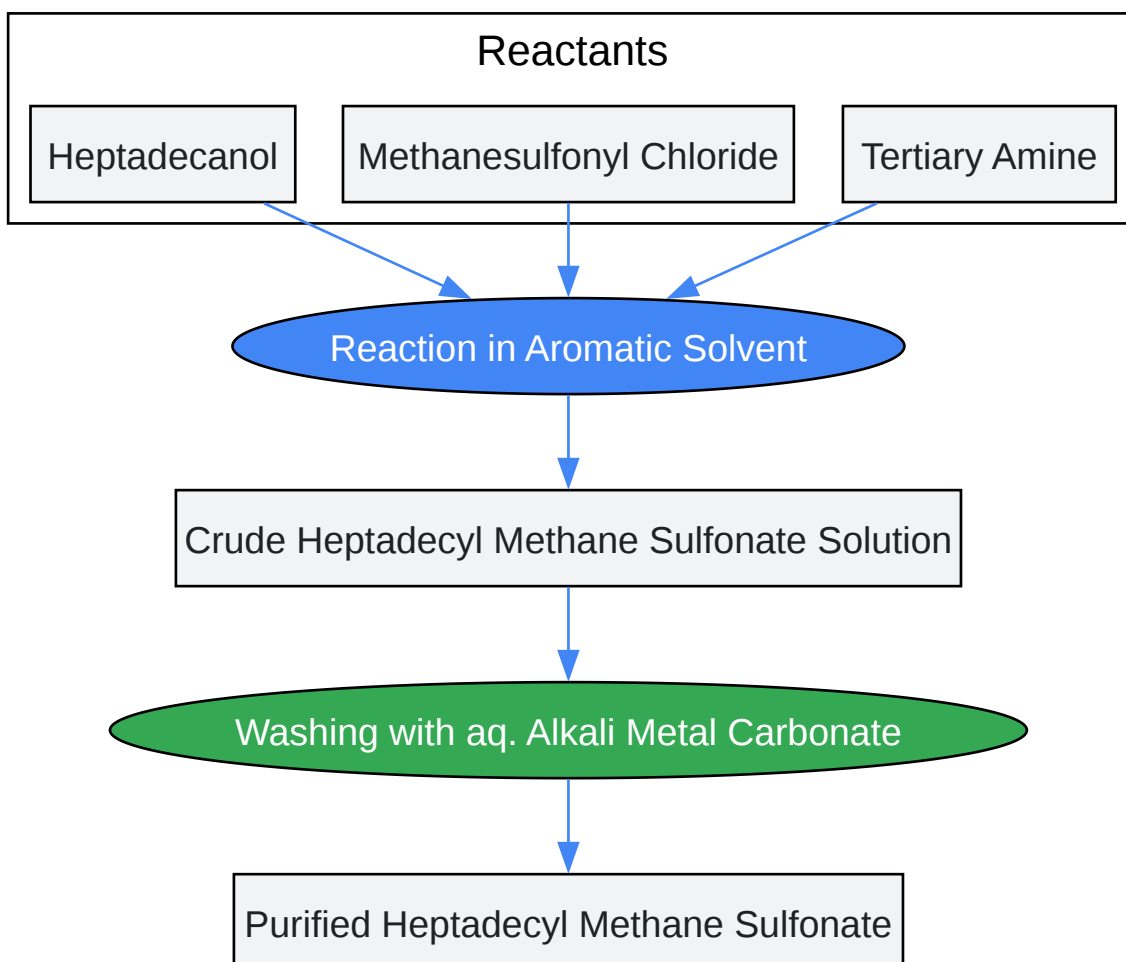 Reactants
Heptadecanol
Methanesulfonyl Chloride
Tertiary Amine
Reaction in Aromatic Solvent
Crude Heptadecyl Methane Sulfonate Solution
Washing with aq. Alkali Metal Carbonate
Purified Heptadecyl Methane Sulfonate